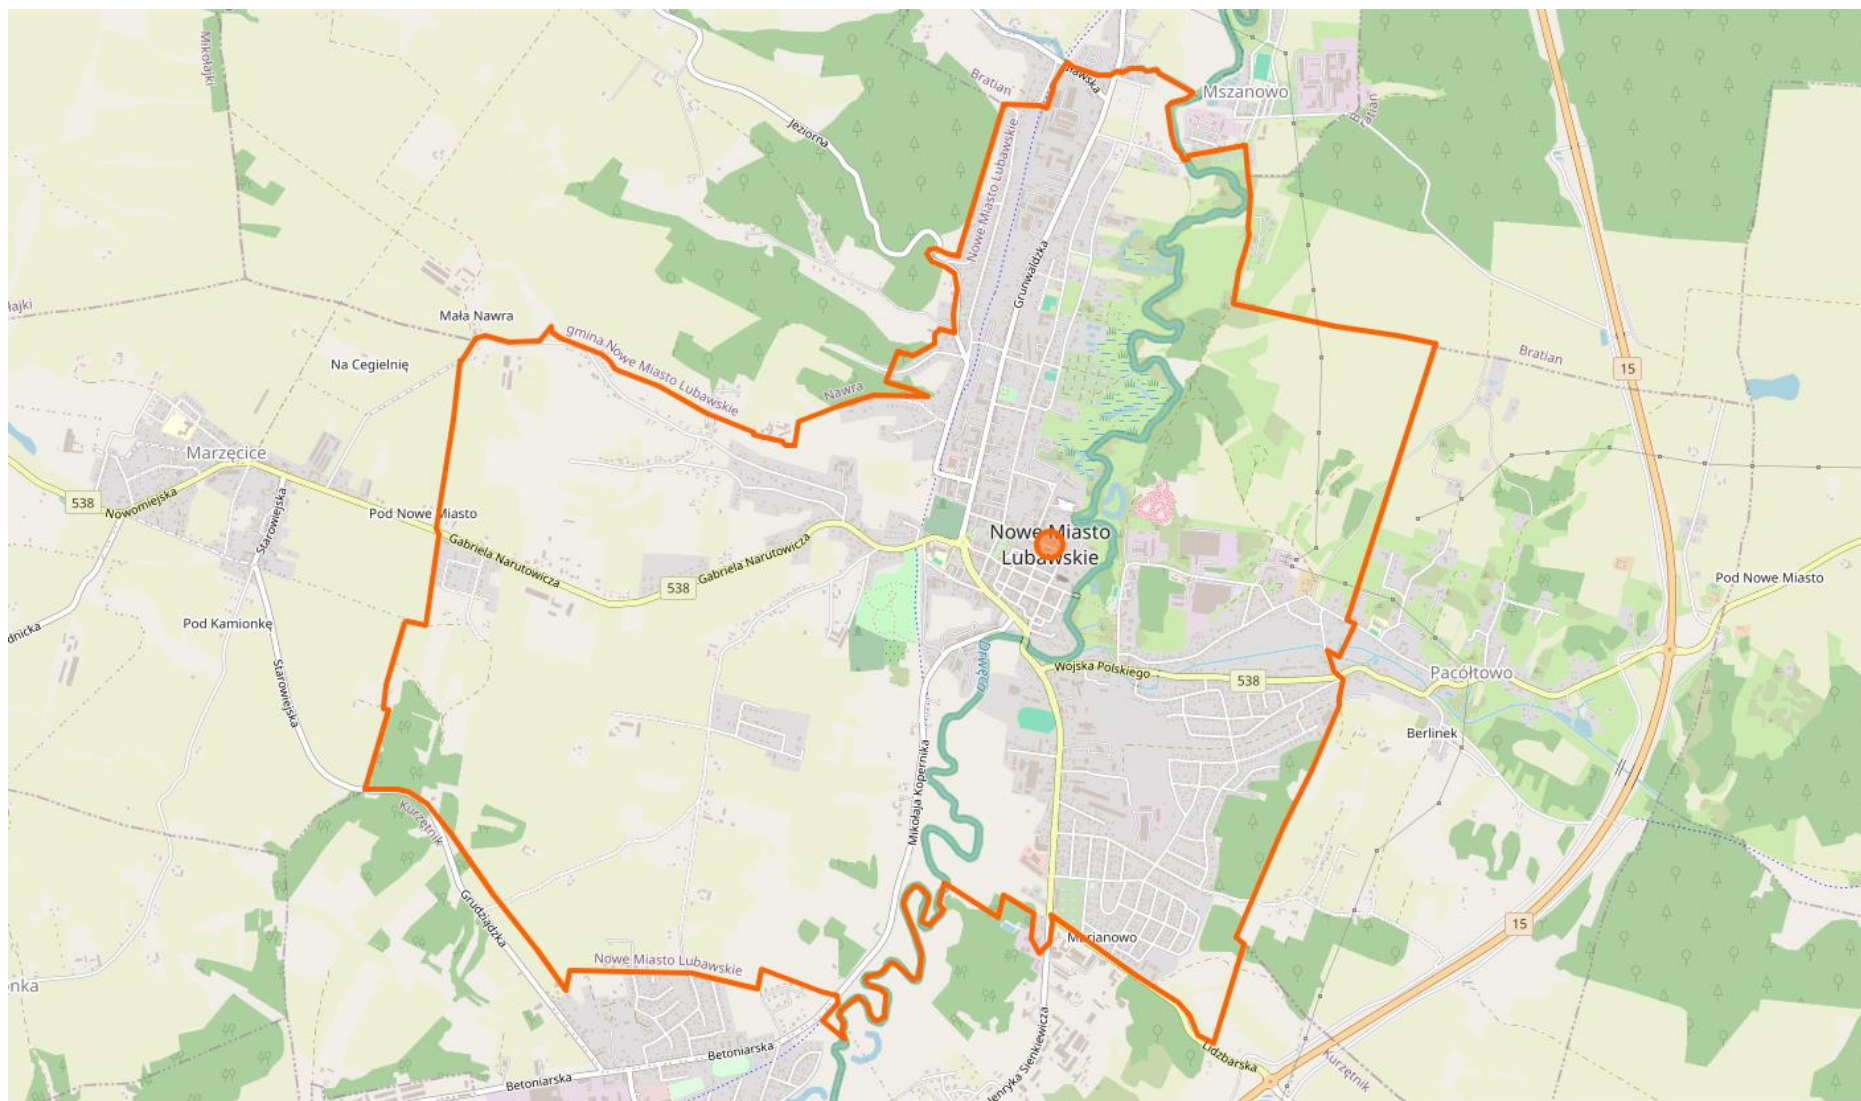 Mikołajki
Bratian
Iławska
Mszanowo
Bratian
Jeziorna
Nowe Miasto Lubawskie
Grunwaldzka
łajki
Mała Nawra
gmina Nowe Miasto Lubawskie
Na Cegielnię
Nawra
Bratian
15
Marzęcice
538
Nowomiejska
Starowiejska
Pod Nowe Miasto
Gabriela Narutowicza
538
Gabriela Narutowicza
Nowe Miasto
Lubawskie
Pod Nowe Miasto
dnicka
Pod Kamionkę
Starowiejska
Drwęca
Wojska Polskiego
538
Pacółtowo
Berlinek
Mikołaja Kopernika
Kurzętnik
Grudziądzka
15
Marianowo
Nowe Miasto Lubawskie
onka
Betoniarska
Betoniarska
Henryka Sienkiewicza
Lidzbarska
Kurzętnik